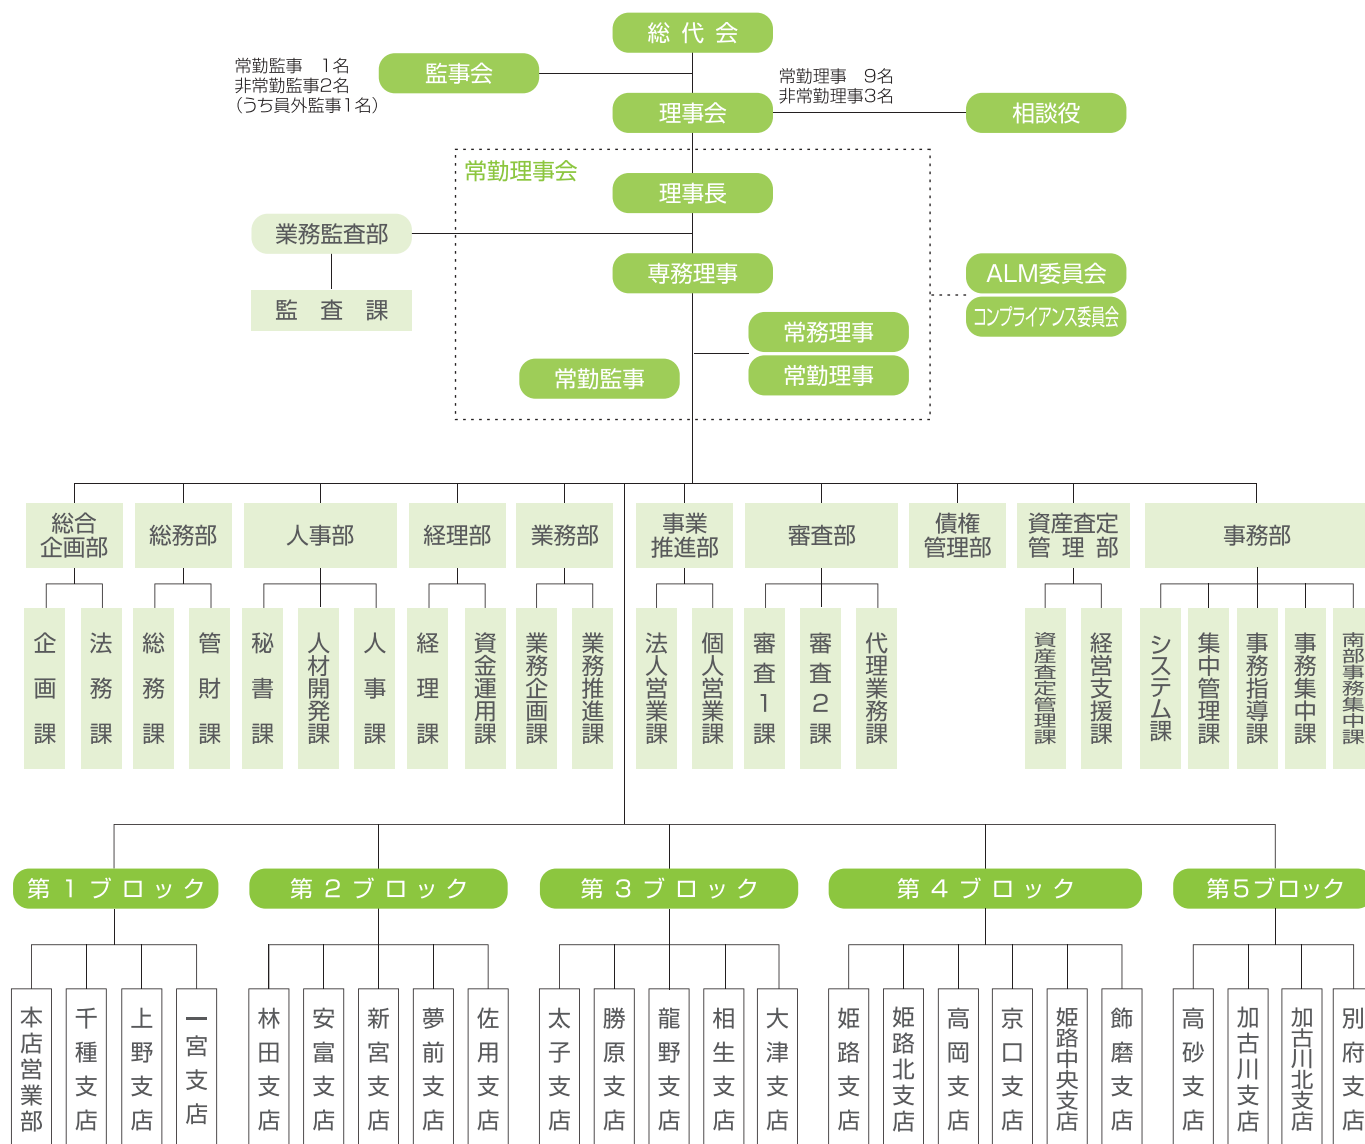 総代会
監事会
常勤監事　1名
非常勤監事2名
（うち員外監事1名）
理事会
常勤理事　9名
非常勤理事3名
相談役
常勤理事会
理事長
業務監査部
監査課
専務理事
ALM委員会
コンプライアンス委員会
常務理事
常勤理事
常勤監事
総合
企画部
総務部
人事部
経理部
業務部
事業
推進部
審査部
債権
管理部
資産査定
管理部
事務部
企画課
法務課
総務課
管財課
秘書課
人材開発課
人事課
経理課
資金運用課
業務企画課
業務推進課
法人営業課
個人営業課
審査1課
審査2課
代理業務課
資産査定管理課
経営支援課
システム課
集中管理課
事務指導課
事務集中課
南部事務集中課
第1ブロック
第2ブロック
第3ブロック
第4ブロック
第5ブロック
本店営業部
千種支店
上野支店
一宮支店
林田支店
安富支店
新宮支店
夢前支店
佐用支店
太子支店
勝原支店
龍野支店
相生支店
大津支店
姫路支店
姫路北支店
高岡支店
京口支店
姫路中央支店
飾磨支店
高砂支店
加古川支店
加古川北支店
別府支店